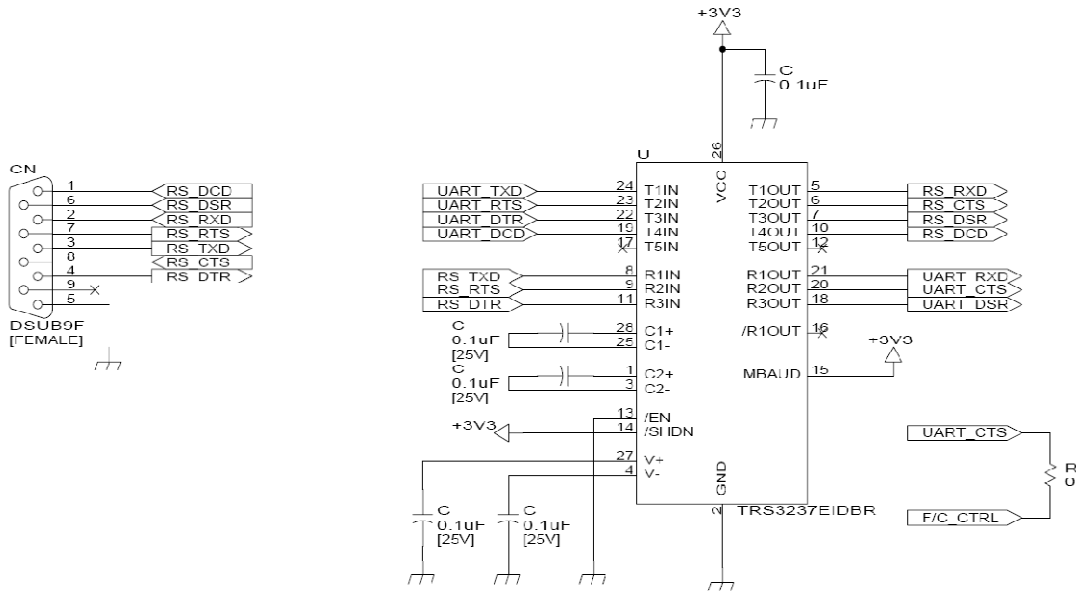 +3V3
C
0.1uF
CN
1 RS_DCD
6 RS_DSR
2 RS_RXD
7 RS_RTS
3 RS_TXD
8 RS_CTS
4 RS_DTR
9
5
DSUB9F
[FEMALE]
U
26
VCC
UART_TXD 24 T1IN T1OUT 5 RS_RXD
UART_RTS 23 T2IN T2OUT 6 RS_CTS
UART_DTR 22 T3IN T3OUT 7 RS_DSR
UART_DCD 19 T4IN T4OUT 10 RS_DCD
17 T5IN T5OUT 12
RS_TXD 8 R1IN R1OUT 21 UART_RXD
RS_RTS 9 R2IN R2OUT 20 UART_CTS
RS_DTR 11 R3IN R3OUT 18 UART_DSR
C
0.1uF
[25V]
28 C1+ /R1OUT 16
25 C1-
+3V3
C
0.1uF
[25V]
1 C2+ MBAUD 15
3 C2-
13 /EN
+3V3 14 /SHDN
27 V+
4 V-
GND
2
TRS3237EIDBR
C
0.1uF
[25V]
C
0.1uF
[25V]
UART_CTS
R
0
F/C_CTRL